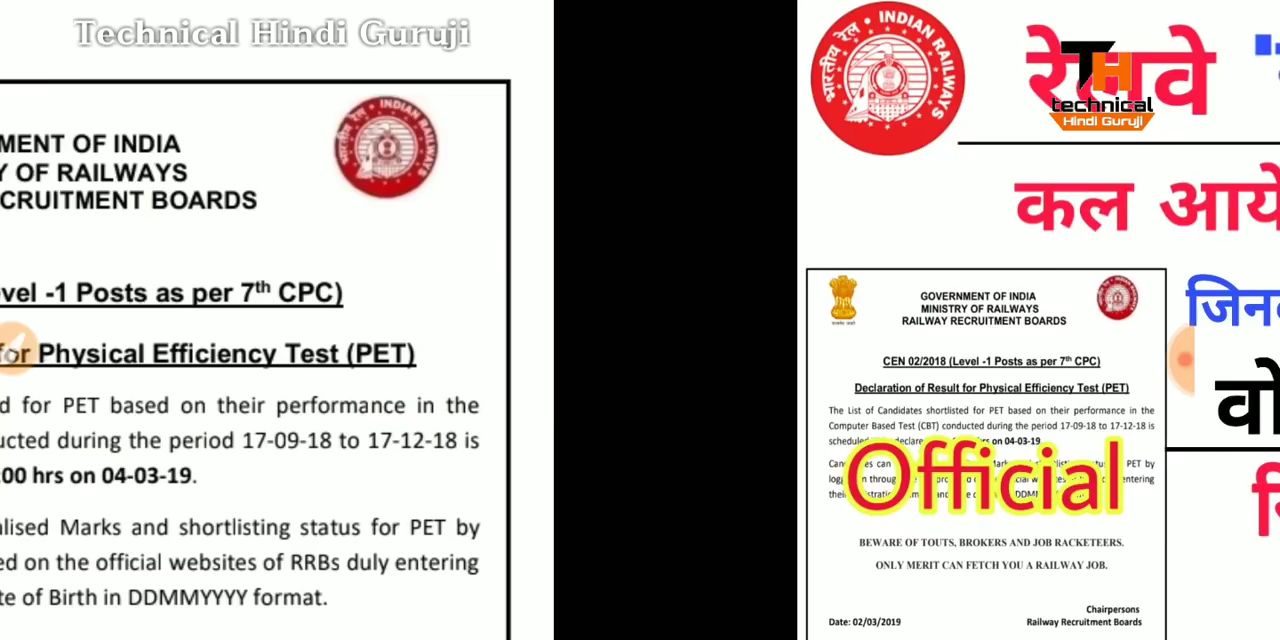 Technical Hindi Guruji
MENT OF INDIA
Y OF RAILWAYS
CRUITMENT BOARDS
evel -1 Posts as per 7th CPC)
for Physical Efficiency Test (PET)
d for PET based on their performance in the
ucted during the period 17-09-18 to 17-12-18 is
:00 hrs on 04-03-19.
alised Marks and shortlisting status for PET by
ed on the official websites of RRBs duly entering
te of Birth in DDMMYYYY format.
भारतीय रेल INDIAN RAILWAYS
रेलवे
TH
technical
Hindi Guruji
कल आये
GOVERNMENT OF INDIA
MINISTRY OF RAILWAYS
RAILWAY RECRUITMENT BOARDS
CEN 02/2018 (Level -1 Posts as per 7th CPC)
Declaration of Result for Physical Efficiency Test (PET)
The List of Candidates shortlisted for PET based on their performance in the
Computer Based Test (CBT) conducted during the period 17-09-18 to 17-12-18 is
on 04-03-19
Official
PET by
entering
BEWARE OF TOUTS, BROKERS AND JOB RACKETEERS.
ONLY MERIT CAN FETCH YOU A RAILWAY JOB.
Chairpersons
Date: 02/03/2019 Railway Recruitment Boards